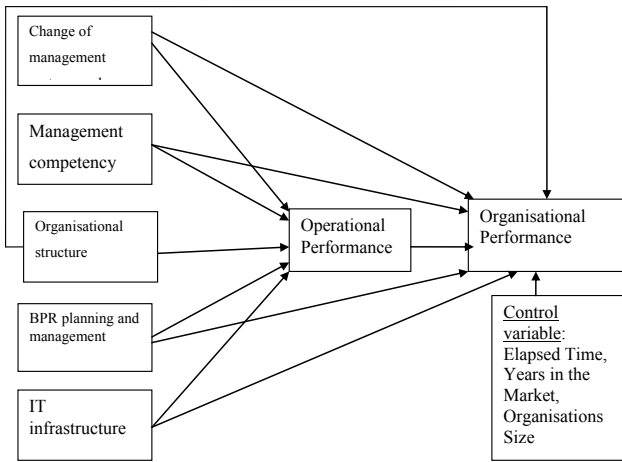 Change of
management
Management
competency
Organisational
structure
BPR planning and
management
IT
infrastructure
Operational
Performance
Organisational
Performance
Control
variable:
Elapsed Time,
Years in the
Market,
Organisations
Size